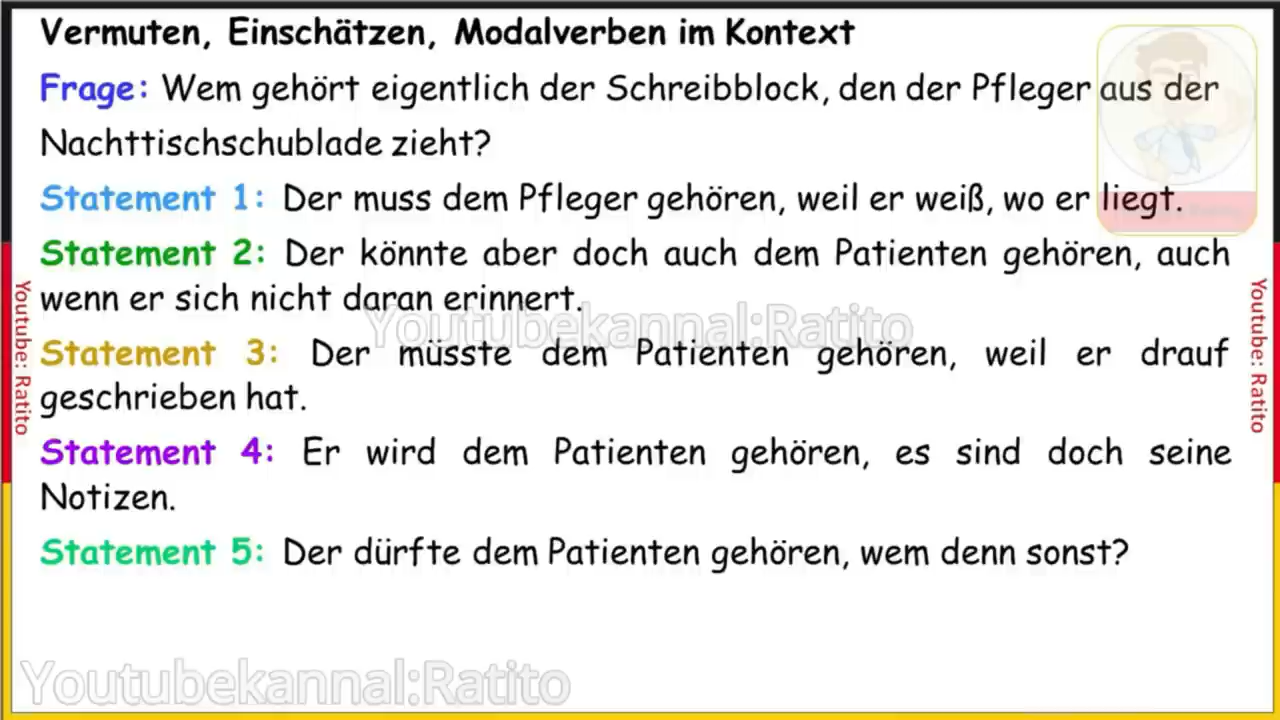 Vermuten, Einschätzen, Modalverben im Kontext
Frage: Wem gehört eigentlich der Schreibblock, den der Pfleger aus der
Nachttischschublade zieht?
Statement 1: Der muss dem Pfleger gehören, weil er weiß, wo er liegt.
Statement 2: Der könnte aber doch auch dem Patienten gehören, auch
wenn er sich nicht daran erinnert.
Youtubekannal:Ratito
Statement 3: Der müsste dem Patienten gehören, weil er drauf
geschrieben hat.
Statement 4: Er wird dem Patienten gehören, es sind doch seine
Notizen.
Statement 5: Der dürfte dem Patienten gehören, wem denn sonst?
Youtube: Ratito
Youtube: Ratito
Youtubekannal:Ratito